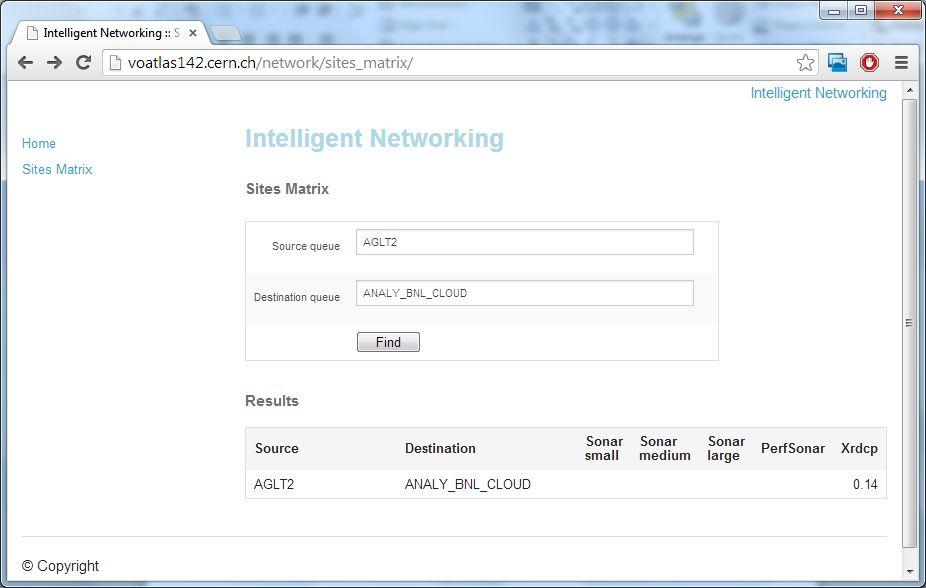 Intelligent Networking :: S
voatlas142.cern.ch/network/sites_matrix/
Intelligent Networking
Home
Sites Matrix
Intelligent Networking
Sites Matrix
Source queue AGLT2
Destination queue ANALY_BNL_CLOUD
Find
Results
Source Destination Sonar small Sonar medium Sonar large PerfSonar Xrdcp
AGLT2 ANALY_BNL_CLOUD 0.14
© Copyright